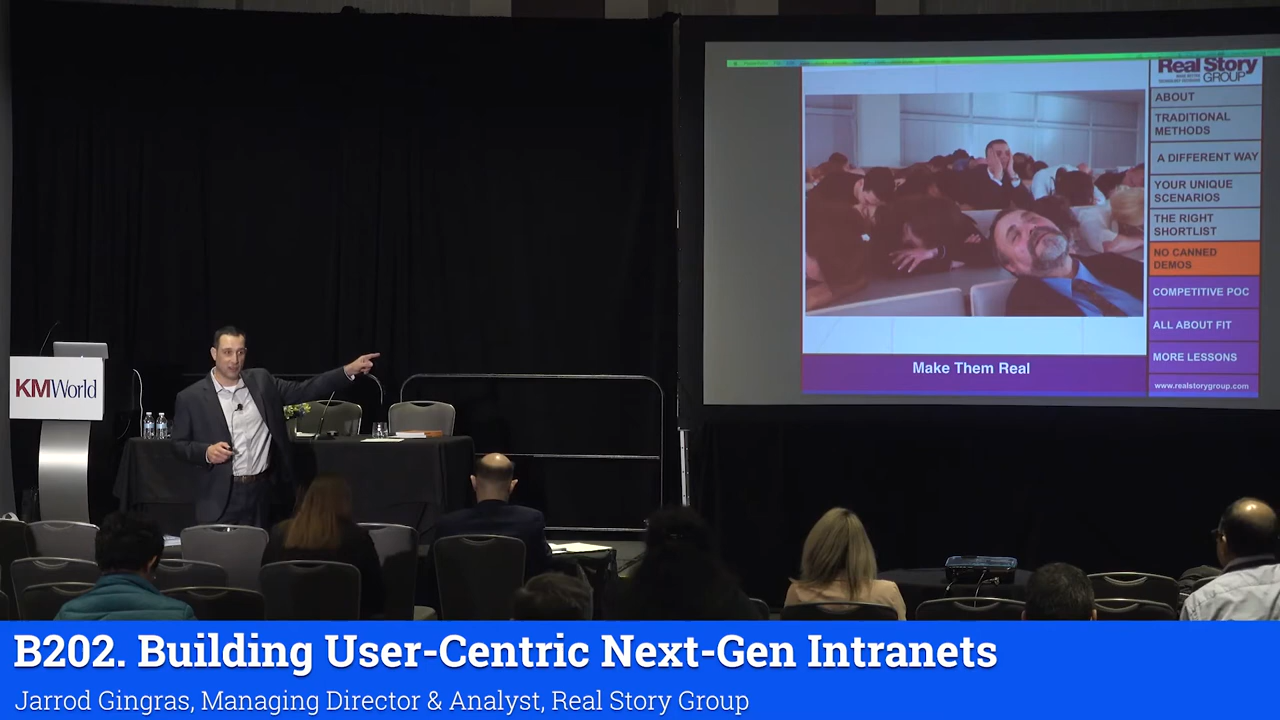 KMWorld
Real Story
GROUP
ABOUT
TRADITIONAL
METHODS
A DIFFERENT WAY
YOUR UNIQUE
SCENARIOS
THE RIGHT
SHORTLIST
NO CANNED
DEMOS
COMPETITIVE POC
ALL ABOUT FIT
MORE LESSONS
www.realstorygroup.com
Make Them Real
B202. Building User-Centric Next-Gen Intranets
Jarrod Gingras, Managing Director & Analyst, Real Story Group